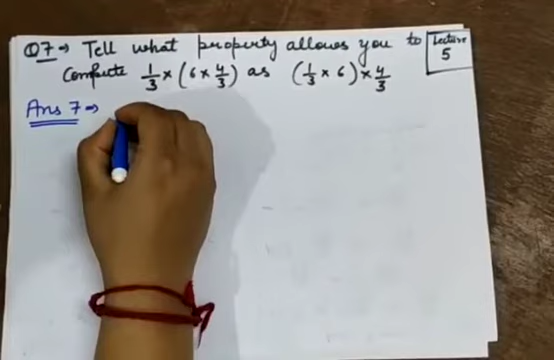 Q7⇒ Tell what property allows you to
Compute 1/3 × (6 × 4/3) as (1/3 × 6) × 4/3
Lecture
5
Ans 7⇒